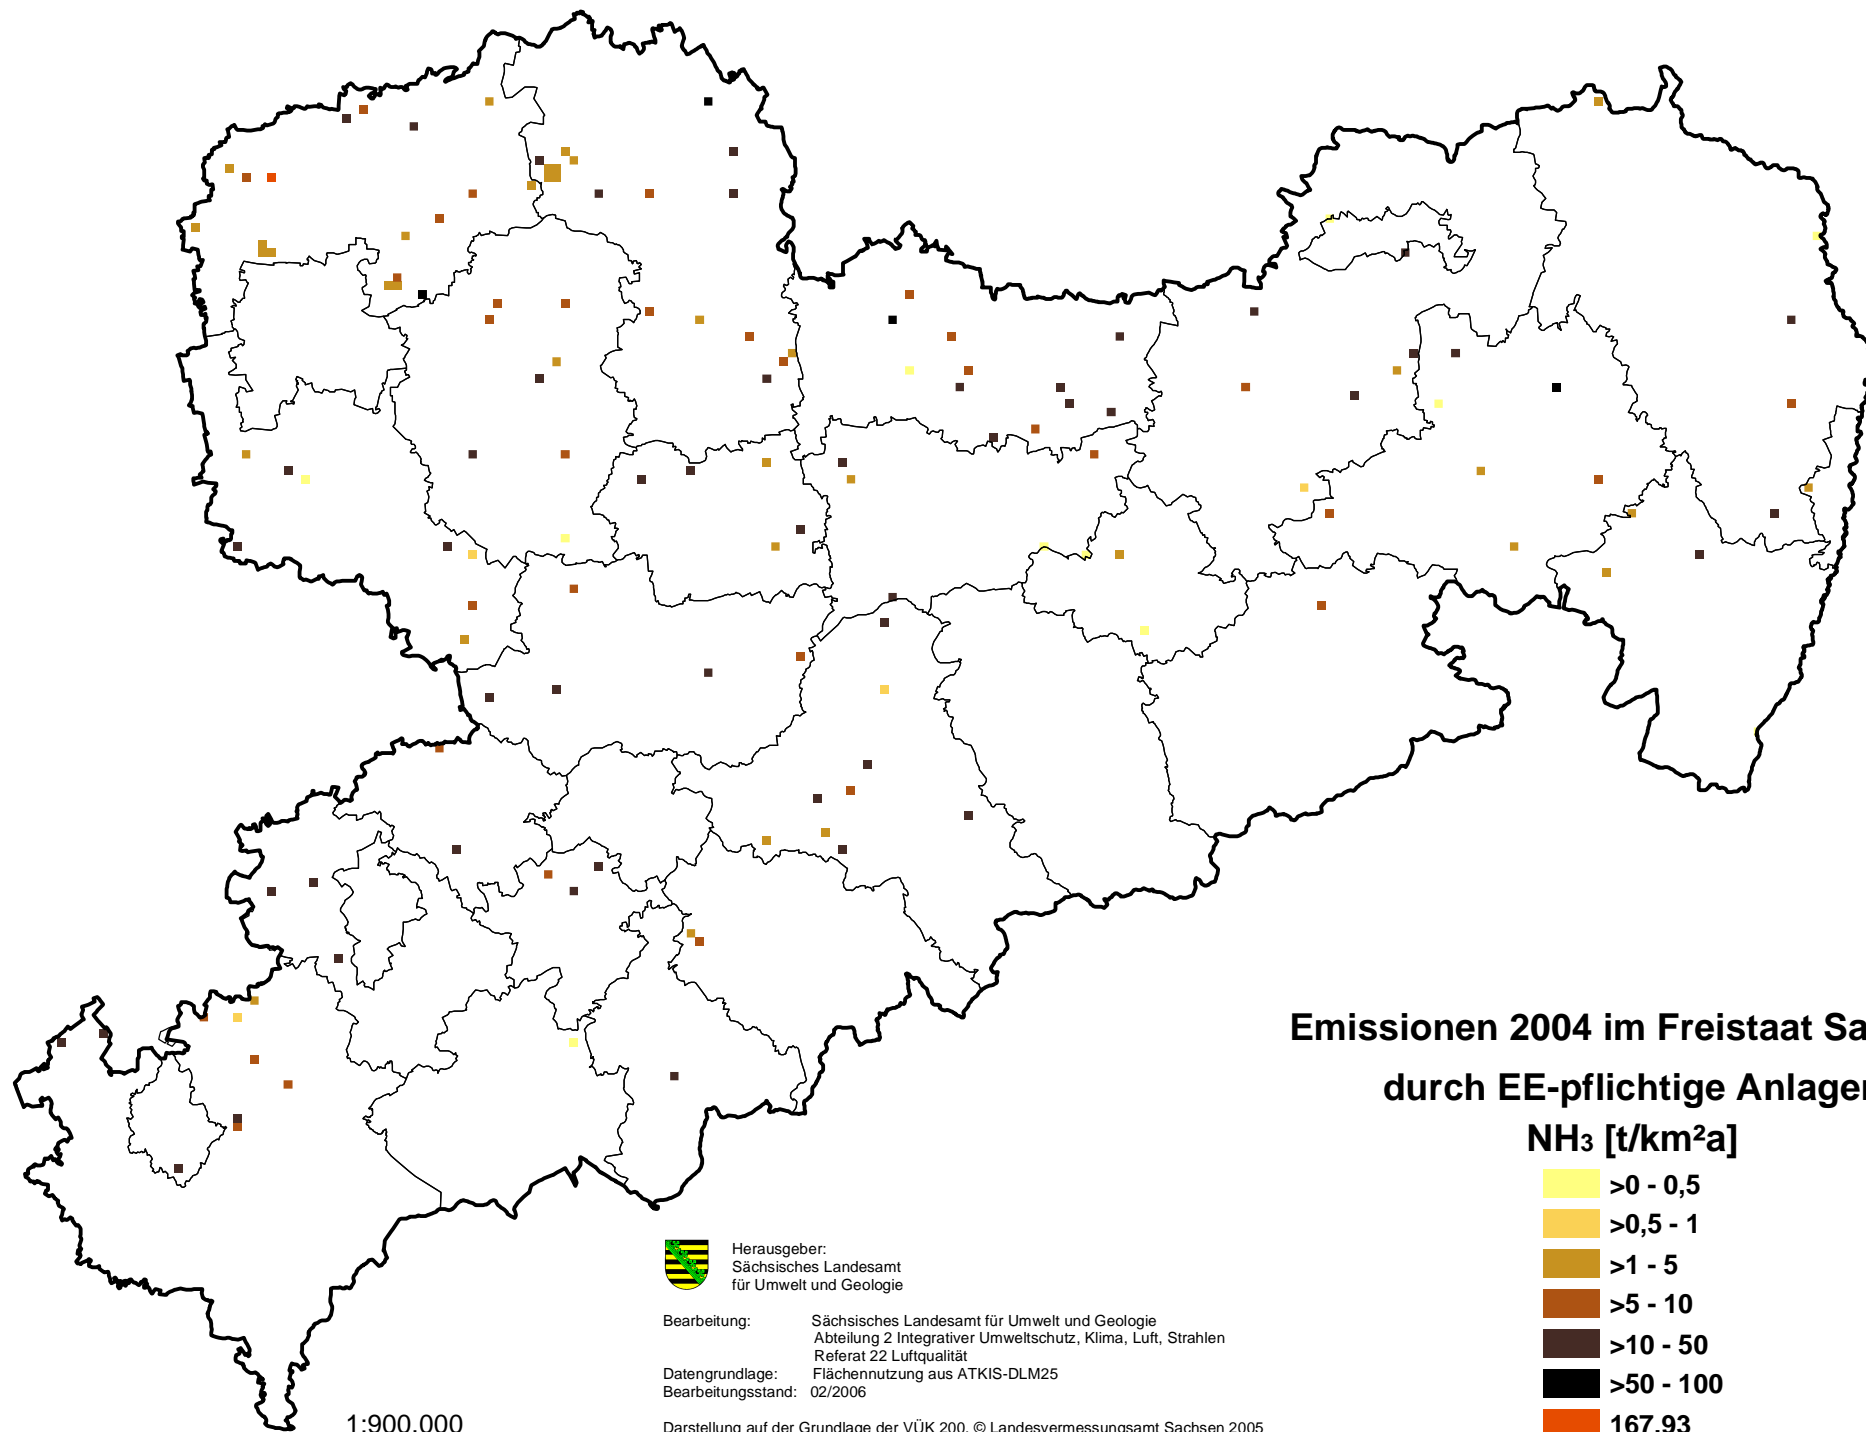 Emissionen 2004 im Freistaat Sa
durch EE-pflichtige Anlagen
NH₃ [t/km²a]
>0 - 0,5
>0,5 - 1
>1 - 5
>5 - 10
>10 - 50
>50 - 100
167,93
Herausgeber:
Sächsisches Landesamt
für Umwelt und Geologie
Bearbeitung: Sächsisches Landesamt für Umwelt und Geologie
Abteilung 2 Integrativer Umweltschutz, Klima, Luft, Strahlen
Referat 22 Luftqualität
Datengrundlage: Flächennutzung aus ATKIS-DLM25
Bearbeitungsstand: 02/2006
Darstellung auf der Grundlage der VÜK 200, © Landesvermessungsamt Sachsen 2005
1:900.000